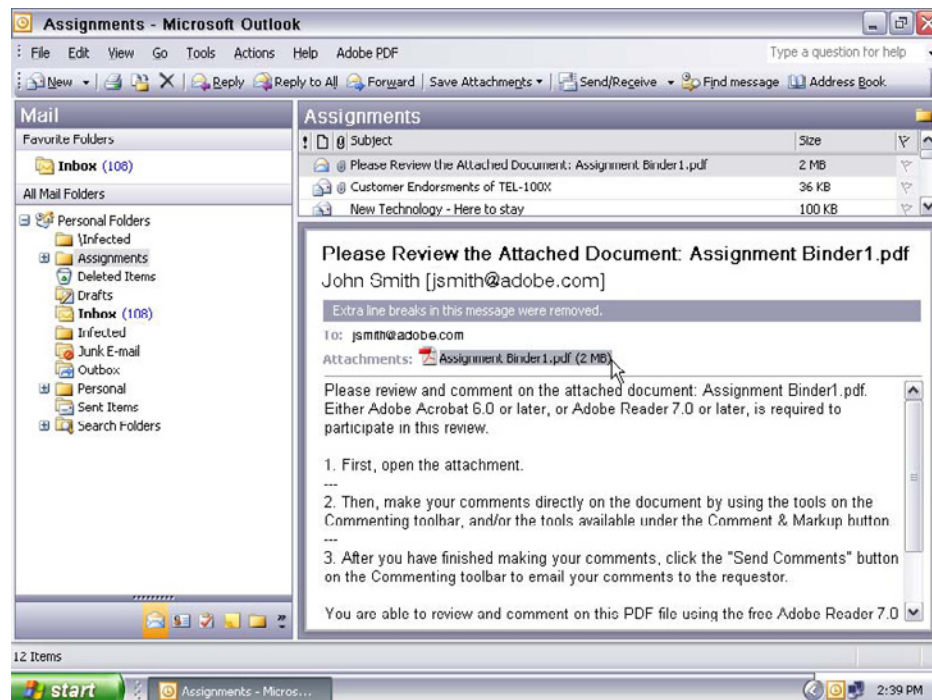 Assignments - Microsoft Outlook
File Edit View Go Tools Actions Help Adobe PDF Type a question for help
New Reply Reply to All Forward Save Attachments Send/Receive Find message Address Book
Mail
Favorite Folders
Inbox (108)
All Mail Folders
Personal Folders
\Infected
Assignments
Deleted Items
Drafts
Inbox (108)
Infected
Junk E-mail
Outbox
Personal
Sent Items
Search Folders
Assignments
Subject Size
Please Review the Attached Document: Assignment Binder1.pdf 2 MB
Customer Endorsments of TEL-100X 36 KB
New Technology - Here to stay 100 KB
Please Review the Attached Document: Assignment Binder1.pdf
John Smith [jsmith@adobe.com]
Extra line breaks in this message were removed.
To: jsmith@adobe.com
Attachments: Assignment Binder1.pdf (2 MB)
Please review and comment on the attached document: Assignment Binder1.pdf.
Either Adobe Acrobat 6.0 or later, or Adobe Reader 7.0 or later, is required to
participate in this review.
1. First, open the attachment.
---
2. Then, make your comments directly on the document by using the tools on the
Commenting toolbar, and/or the tools available under the Comment & Markup button
---
3. After you have finished making your comments, click the "Send Comments" button
on the Commenting toolbar to email your comments to the requestor.
You are able to review and comment on this PDF file using the free Adobe Reader 7.0
12 Items
start Assignments - Micros... 2:39 PM